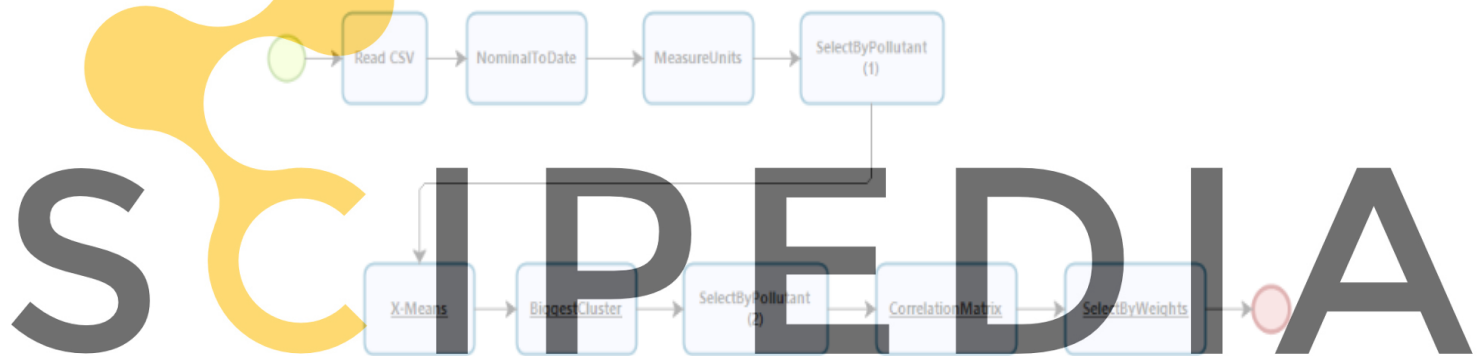 Read CSV
NominalToDate
MeasureUnits
SelectByPollutant
(1)
SCIPEDIA
X-Means
BiggestCluster
SelectByPollutant
(2)
CorrelationMatrix
SelectByWeights